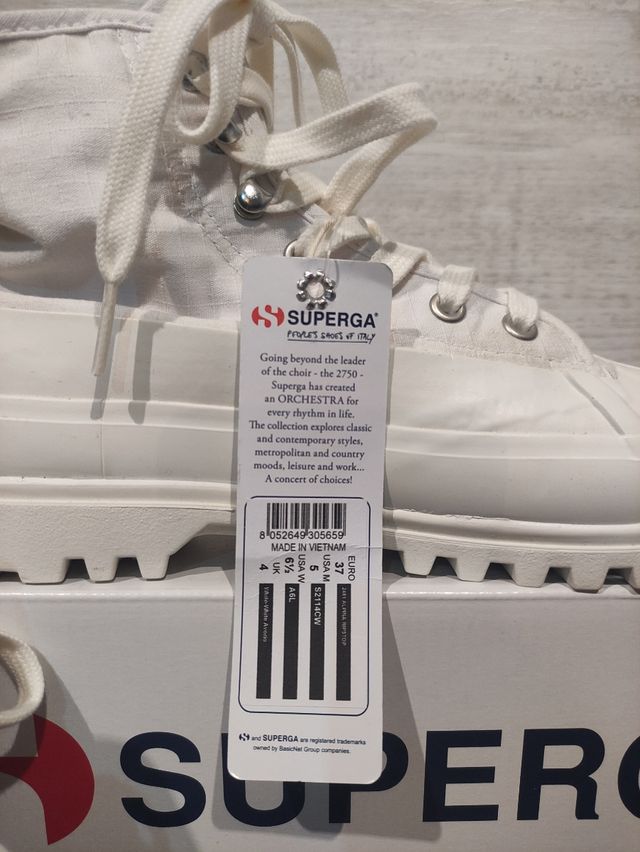 SUPERGA®
PEOPLE'S SHOES OF ITALY
Going beyond the leader
of the choir - the 2750 -
Superga has created
an ORCHESTRA for
every rhythm in life.
The collection explores classic
and contemporary styles,
metropolitan and country
moods, leisure and work...
A concert of choices!
8 052649 305659
MADE IN VIETNAM
EURO
37
2441 ALPINA RIPSTOP
USA M
5
S2114CW
USA W
6½
A6L
UK
4
and SUPERGA are registered trademarks
owned by BasicNet Group companies.
SUPERG